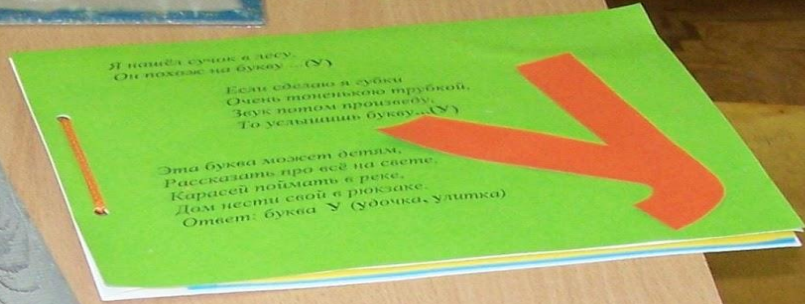 Я нашёл сучок в лесу,
Он похож на букву ...(У)
Если сделаю я губки
Очень тоненькою трубкой,
Звук потом произведу,
То услышишь букву...(У)
Эта буква может детям,
Рассказать про всё на свете.
Карасей поймать в реке,
Дом нести свой в рюкзаке.
Ответ: буква У (удочка, улитка)
У